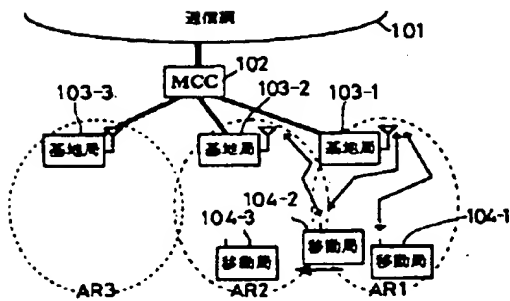 通信網
101
MCC
102
103-3
103-2
103-1
基地局
基地局
基地局
104-2
104-3
104-1
移動局
移動局
移動局
AR3
AR2
AR1